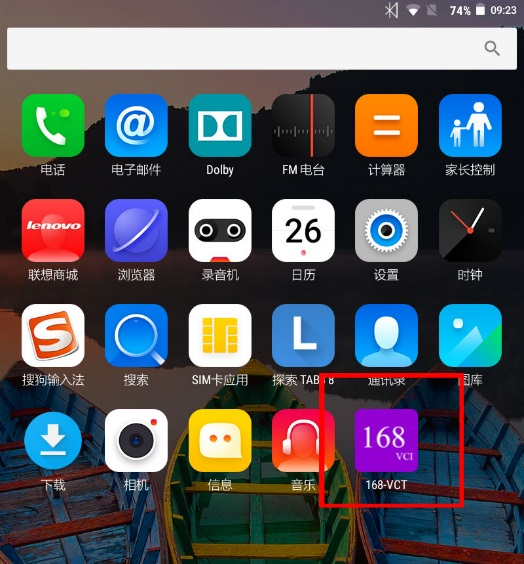 74% 09:23
电话
@
电子邮件
Dolby
FM 电台
计算器
家长控制
lenovo
联想商城
浏览器
录音机
26
日历
设置
时钟
S
搜狗输入法
搜索
SIM卡应用
L
探索 TAB 8
通讯录
图库
下载
相机
信息
音乐
168
VCI
168-VCT